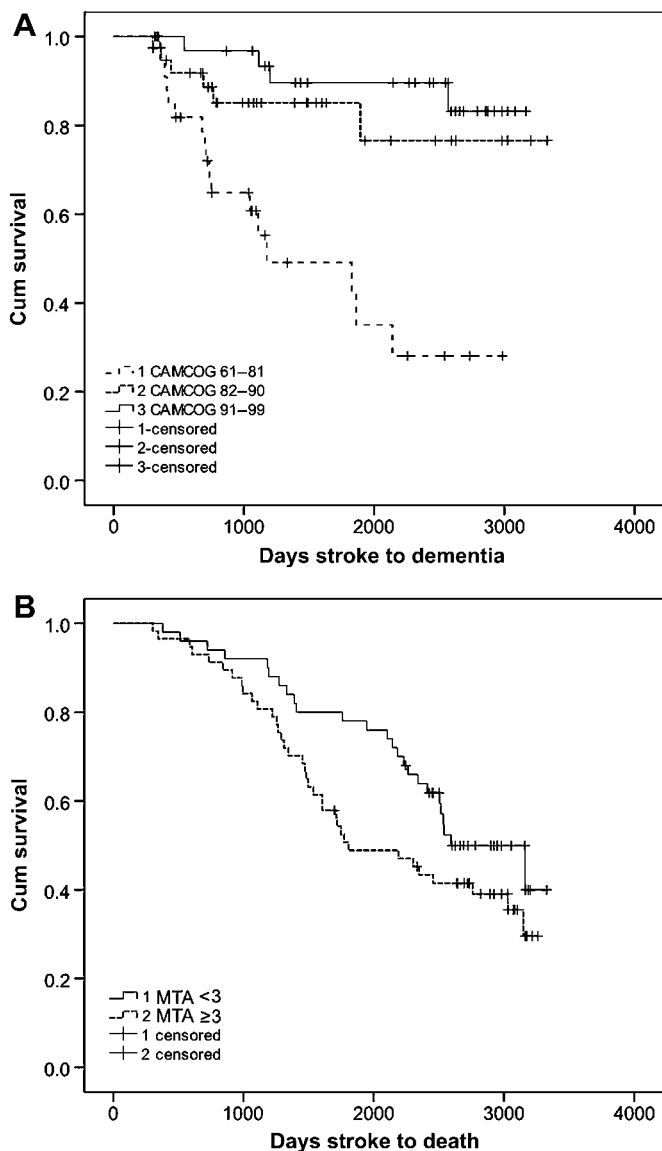 A
1.0
0.8
0.6
0.4
0.2
0.0
Cum survival
1 CAMCOG 61–81
2 CAMCOG 82–90
3 CAMCOG 91–99
1-censored
2-censored
3-censored
0 1000 2000 3000 4000
Days stroke to dementia
B
1.0
0.8
0.6
0.4
0.2
0.0
Cum survival
1 MTA <3
2 MTA ≥3
1 censored
2 censored
0 1000 2000 3000 4000
Days stroke to death